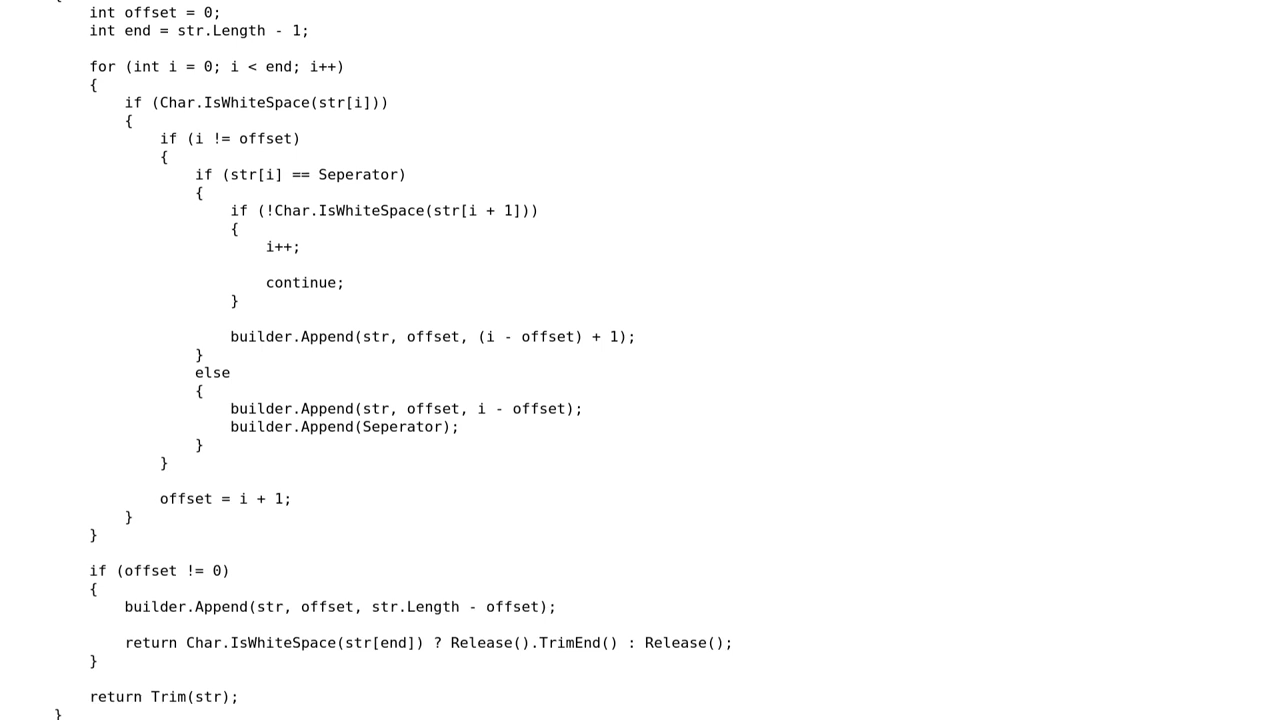 {
int offset = 0;
int end = str.Length - 1;
for (int i = 0; i < end; i++)
{
if (Char.IsWhiteSpace(str[i]))
{
if (i != offset)
{
if (str[i] == Seperator)
{
if (!Char.IsWhiteSpace(str[i + 1]))
{
i++;
continue;
}
builder.Append(str, offset, (i - offset) + 1);
}
else
{
builder.Append(str, offset, i - offset);
builder.Append(Seperator);
}
}
offset = i + 1;
}
}
if (offset != 0)
{
builder.Append(str, offset, str.Length - offset);
return Char.IsWhiteSpace(str[end]) ? Release().TrimEnd() : Release();
}
return Trim(str);
}